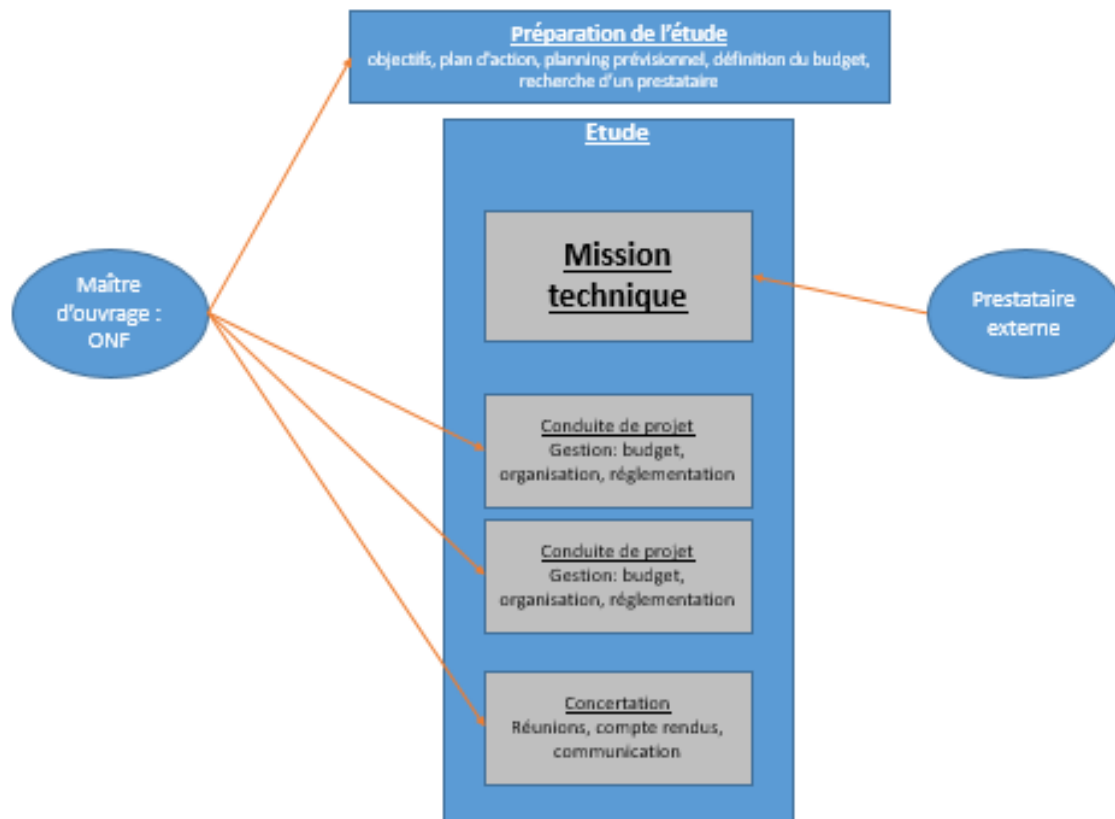 Préparation de l'étude
objectifs, plan d'action, planning prévisionnel, définition du budget,
recherche d'un prestataire
Etude
Mission
technique
Maître
d'ouvrage :
ONF
Prestataire
externe
Conduite de projet
Gestion: budget,
organisation, réglementation
Conduite de projet
Gestion: budget,
organisation, réglementation
Concertation
Réunions, compte rendus,
communication